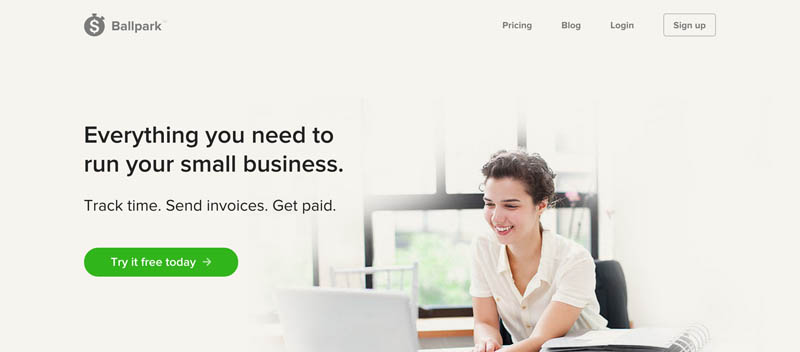 Ballpark
Pricing
Blog
Login
Sign up
Everything you need to
run your small business.
Track time. Send invoices. Get paid.
Try it free today →